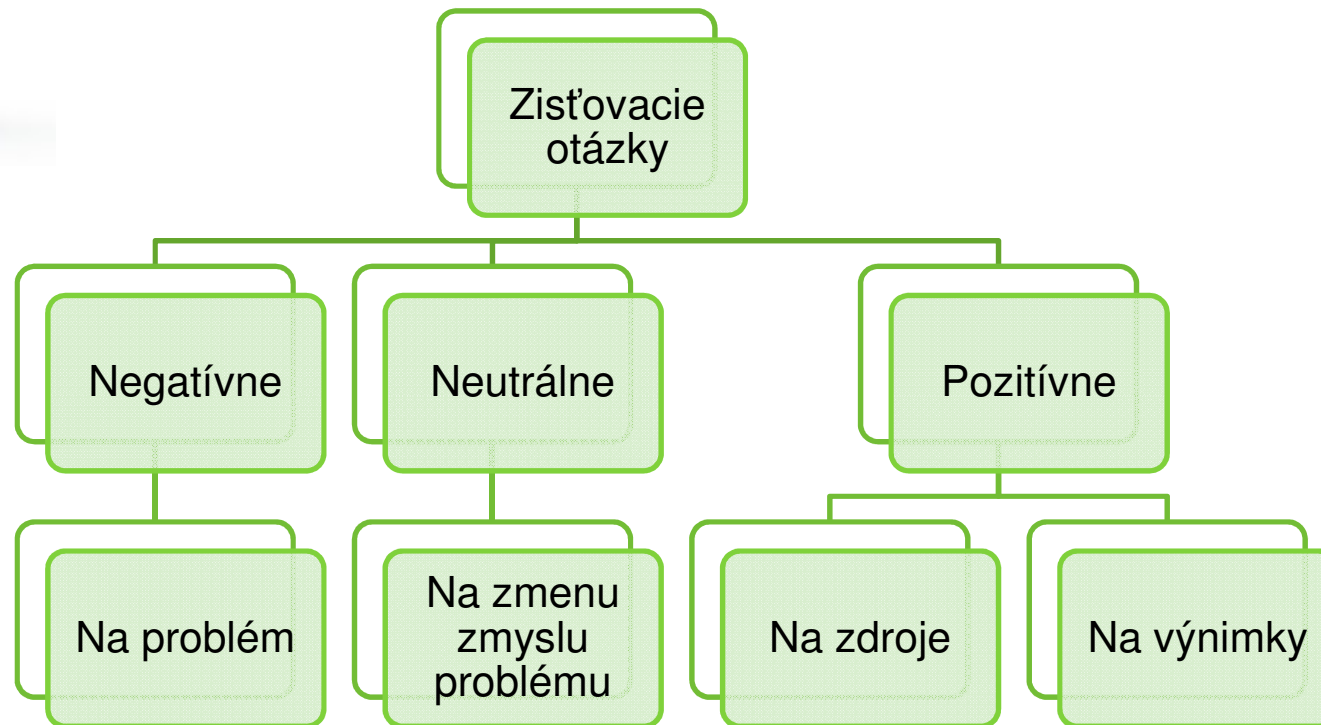 Zisťovacie
otázky
Negatívne
Neutrálne
Pozitívne
Na problém
Na zmenu
zmyslu
problému
Na zdroje
Na výnimky